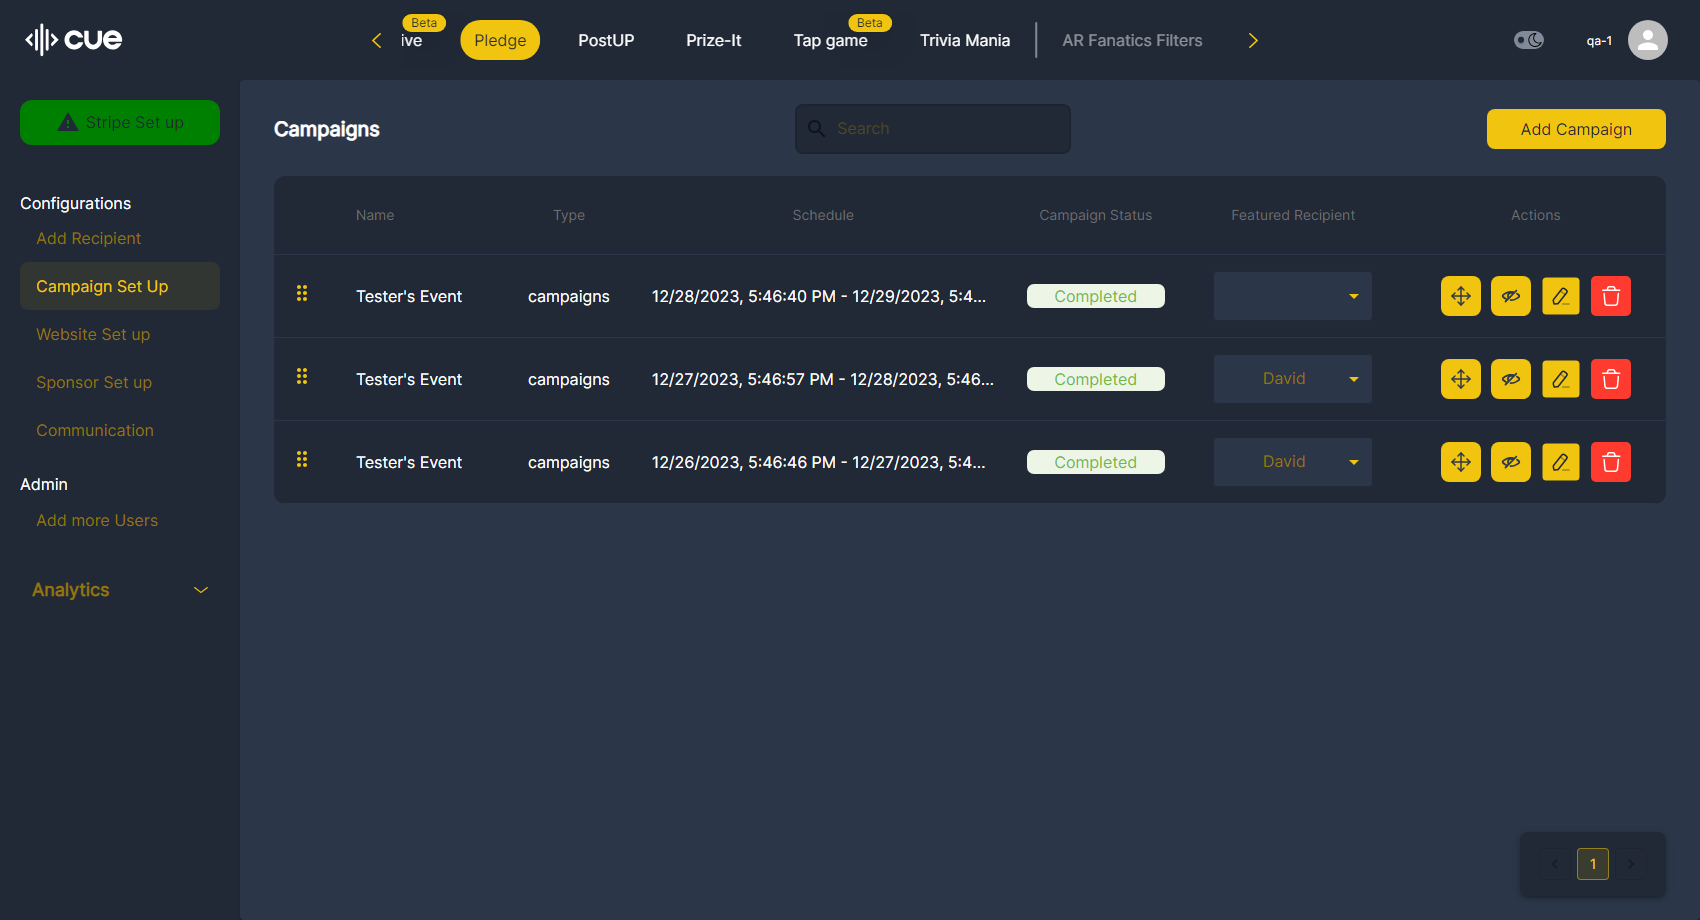 cue
Beta
ive
Pledge
PostUP
Prize-It
Beta
Tap game
Trivia Mania
AR Fanatics Filters
qa-1
Stripe Set up
Configurations
Add Recipient
Campaign Set Up
Website Set up
Sponsor Set up
Communication
Admin
Add more Users
Analytics
Campaigns
Search
Add Campaign
Name Type Schedule Campaign Status Featured Recipient Actions
Tester's Event campaigns 12/28/2023, 5:46:40 PM - 12/29/2023, 5:4... Completed
Tester's Event campaigns 12/27/2023, 5:46:57 PM - 12/28/2023, 5:46... Completed David
Tester's Event campaigns 12/26/2023, 5:46:46 PM - 12/27/2023, 5:4... Completed David
1